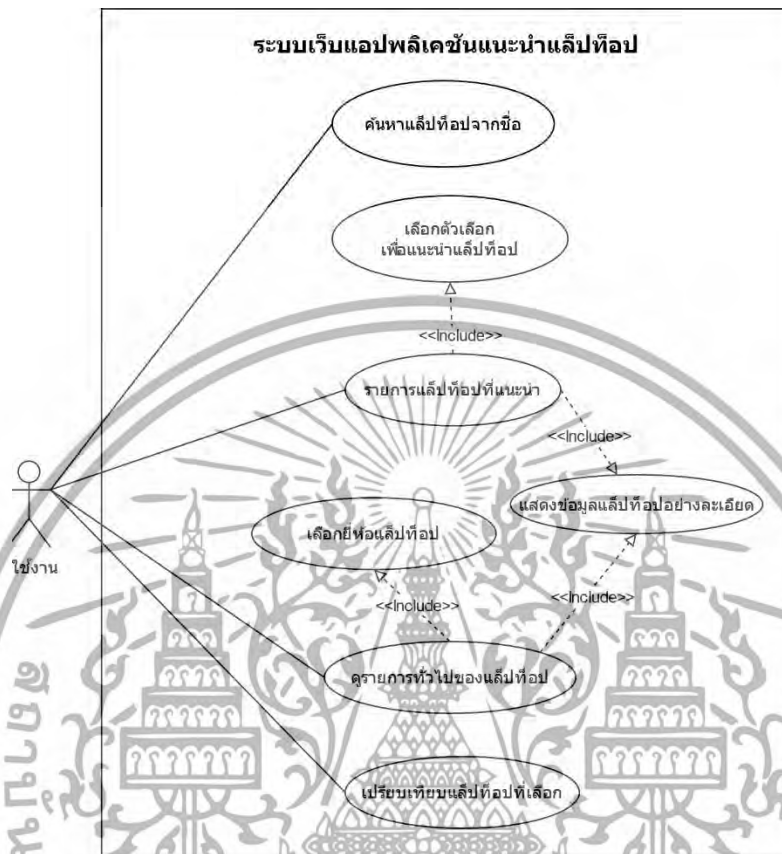 ระบบเว็บแอปพลิเคชันแนะนำแล็ปท็อป
ค้นหาแล็ปท็อปจากชื่อ
เลือกตัวเลือก
เพื่อแนะนำแล็ปท็อป
<<Include>>
รายการแล็ปท็อปที่แนะนำ
<<Include>>
แสดงข้อมูลแล็ปท็อปอย่างละเอียด
เลือกยี่ห้อแล็ปท็อป
ใช้งาน
<<Include>>
<<Include>>
ดูรายการทั่วไปของแล็ปท็อป
เปรียบเทียบแล็ปท็อปที่เลือก